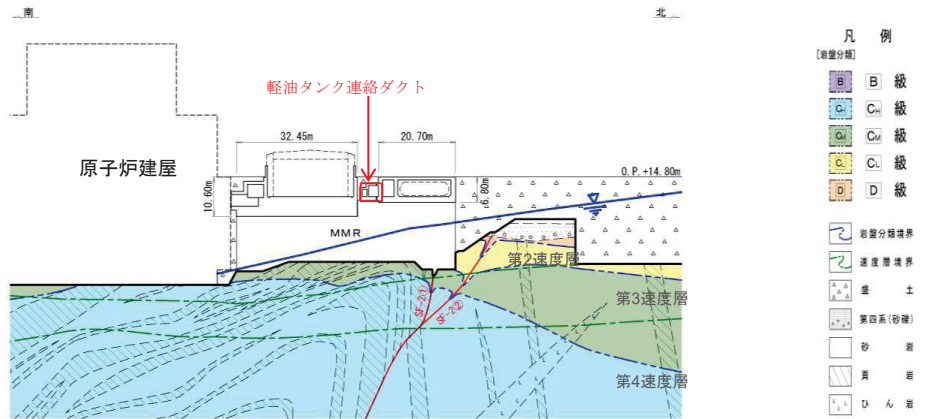 南
北
軽油タンク連絡ダクト
32.45m
20.70m
原子炉建屋
O.P. +14.80m
10.60m
6.80m
MMR
第2速度層
SF-2(1)
SF-2(2)
第3速度層
第4速度層
凡 例
[岩盤分類]
B B 級
CH CH 級
CM CM 級
CL CL 級
D D 級
岩盤分類境界
速度層境界
盛 土
第四系(砂礫)
砂 岩
頁 岩
ひん岩